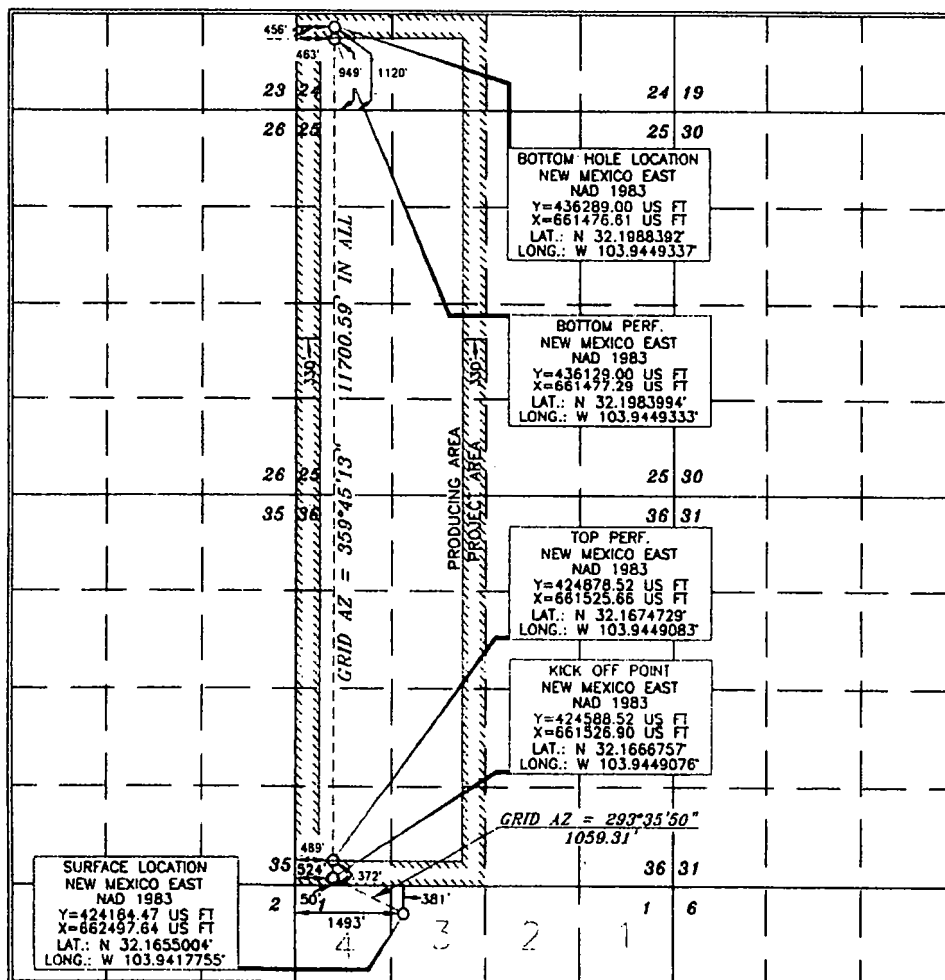 456'
463'
949'
1120'
23 24
24 19
26 25
25 30
BOTTOM HOLE LOCATION
NEW MEXICO EAST
NAD 1983
Y=436289.00 US FT
X=661476.61 US FT
LAT.: N 32.1988392°
LONG.: W 103.9449337°
BOTTOM PERF.
NEW MEXICO EAST
NAD 1983
Y=436129.00 US FT
X=661477.29 US FT
LAT.: N 32.1983994°
LONG.: W 103.9449333°
GRID AZ = 359°45'13" 11700.59' IN ALL
330'
330'
PRODUCING AREA
PROJECT AREA
26 25
25 30
35 36
36 31
TOP PERF.
NEW MEXICO EAST
NAD 1983
Y=424878.52 US FT
X=661525.66 US FT
LAT.: N 32.1674729°
LONG.: W 103.9449083°
KICK OFF POINT
NEW MEXICO EAST
NAD 1983
Y=424588.52 US FT
X=661526.90 US FT
LAT.: N 32.1666757°
LONG.: W 103.9449076°
GRID AZ = 293°35'50"
1059.31'
489'
35
524'
372'
36 31
50'
381'
2 1
1 6
1493'
4 3 2 1
SURFACE LOCATION
NEW MEXICO EAST
NAD 1983
Y=424164.47 US FT
X=662497.64 US FT
LAT.: N 32.1655004°
LONG.: W 103.9417755°